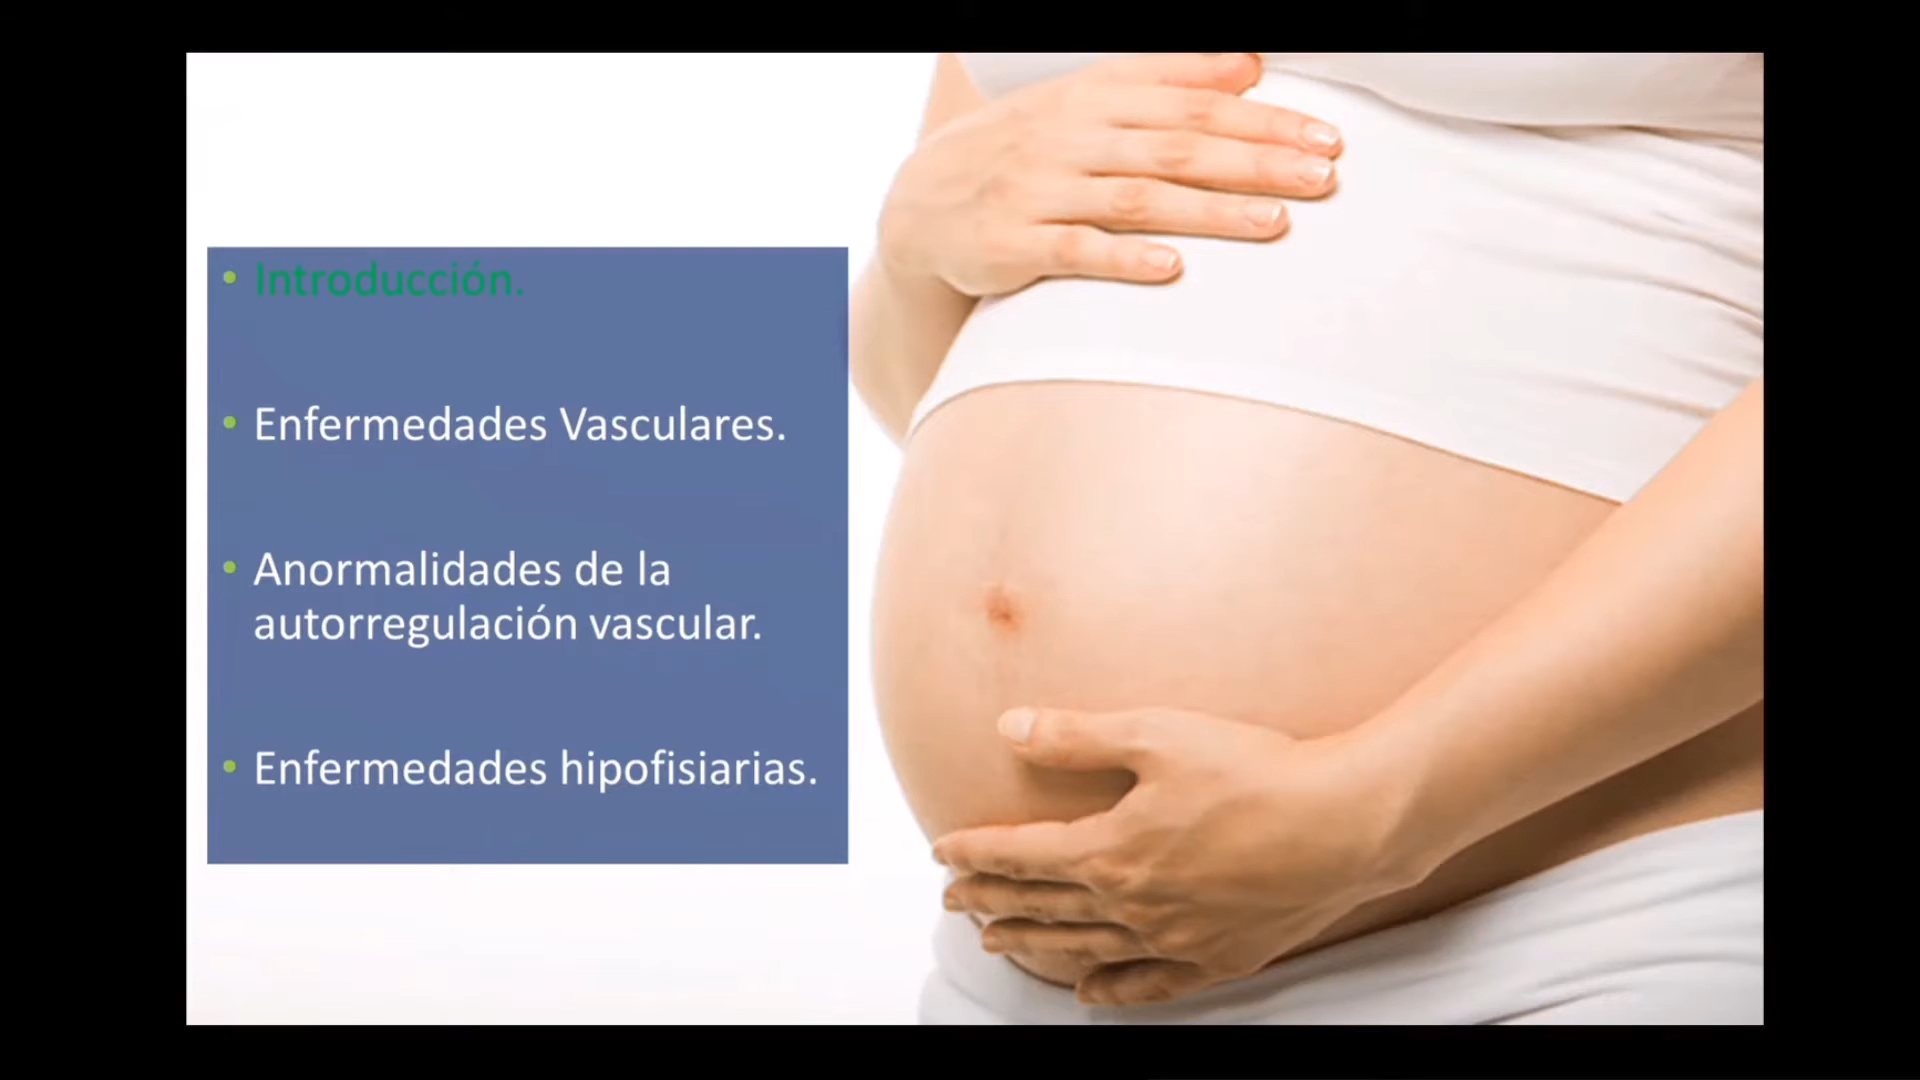 • Introducción.
• Enfermedades Vasculares.
• Anormalidades de la
autorregulación vascular.
• Enfermedades hipofisiarias.